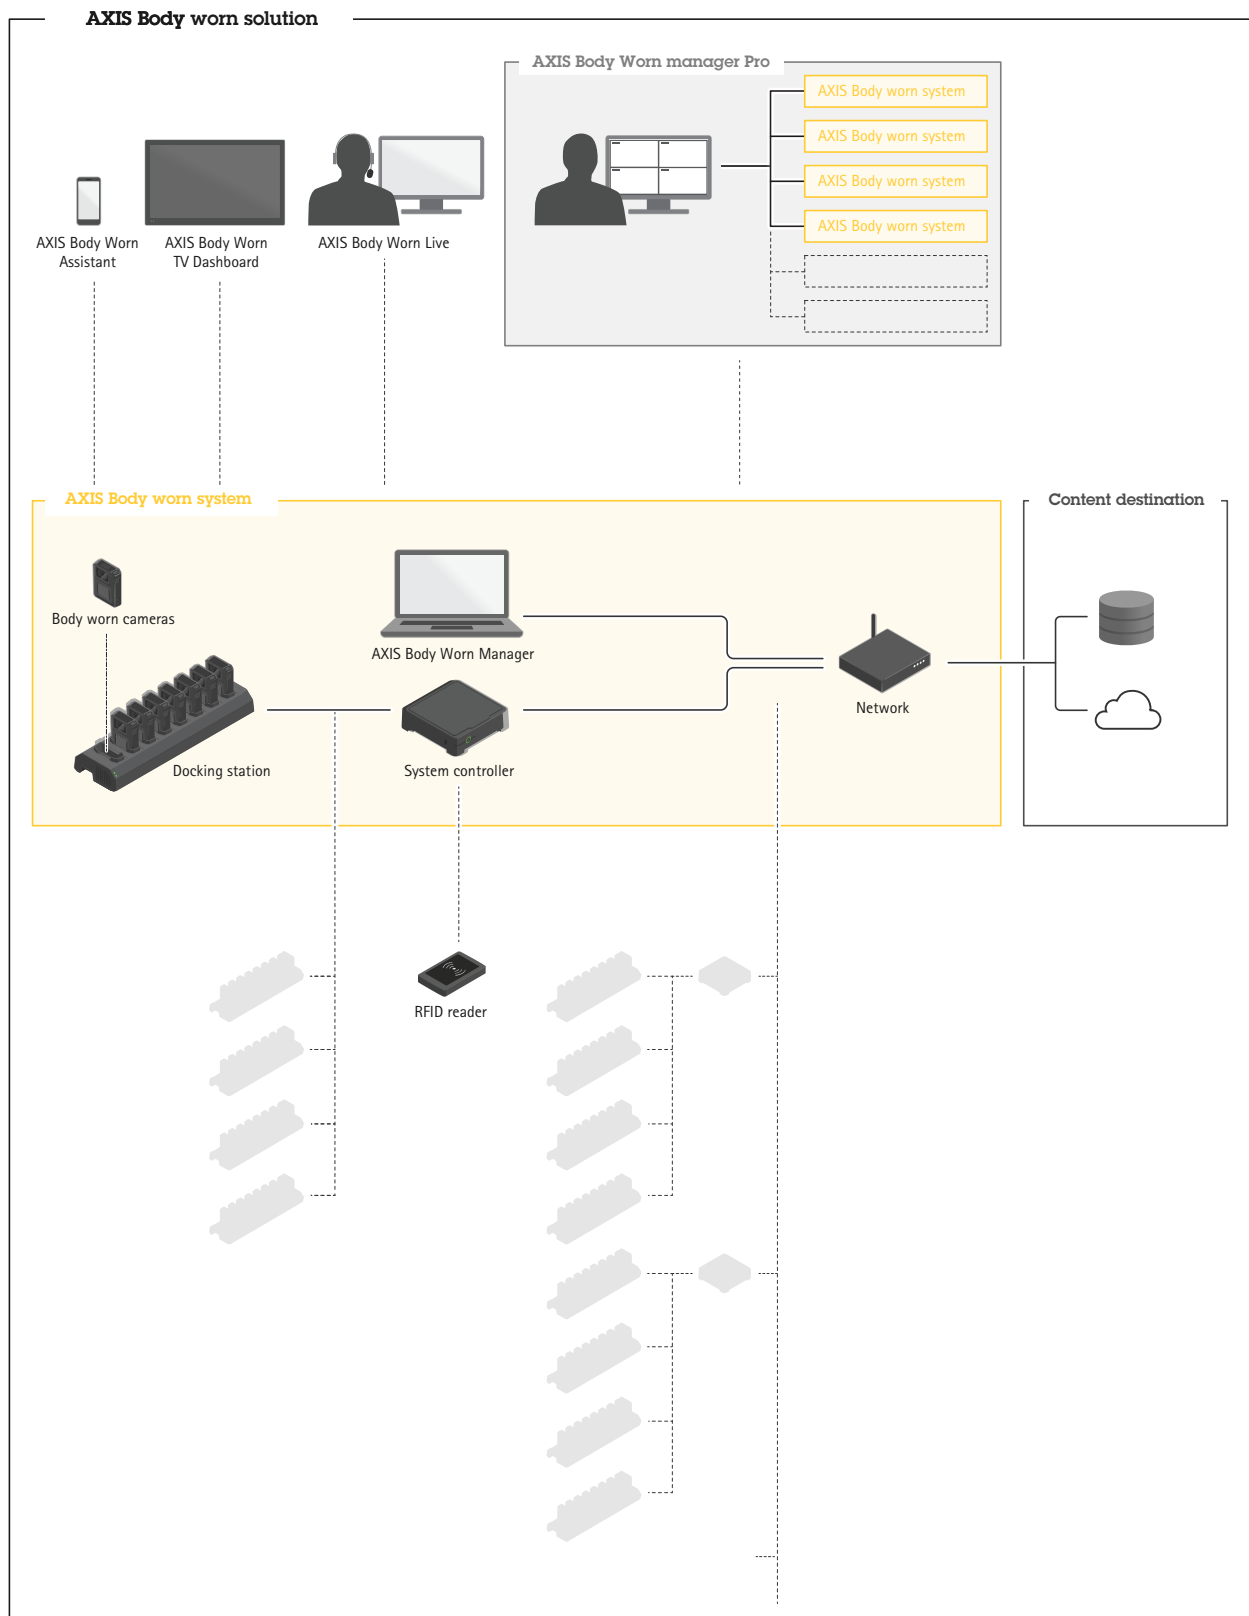 AXIS Body worn solution
AXIS Body Worn manager Pro
AXIS Body worn system
AXIS Body worn system
AXIS Body worn system
AXIS Body worn system
AXIS Body Worn
Assistant
AXIS Body Worn
TV Dashboard
AXIS Body Worn Live
AXIS Body worn system
Content destination
Body worn cameras
AXIS Body Worn Manager
Network
Docking station
System controller
RFID reader